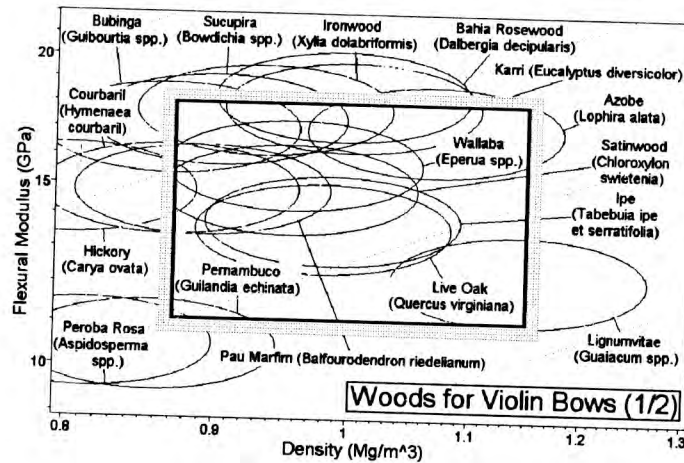 Bubinga
(Guibourtia spp.)
Sucupira
(Bowdichia spp.)
Ironwood
(Xylia dolabriformis)
Bahia Rosewood
(Dalbergia decipularis)
Karri (Eucalyptus diversicolor)
Courbaril
(Hymenaea
courbaril)
Azobe
(Lophira alata)
Wallaba
(Eperua spp.)
Satinwood
(Chloroxylon
swietenia)
Ipe
(Tabebuia ipe
et serratifolia)
Hickory
(Carya ovata)
Pernambuco
(Guilandia echinata)
Live Oak
(Quercus virginiana)
Peroba Rosa
(Aspidosperma
spp.)
Pau Marfim (Balfourodendron riedelianum)
Lignumvitae
(Guaiacum spp.)
Woods for Violin Bows (1/2)
Flexural Modulus (GPa)
20
15
10
0.8
0.9
1
1.1
1.2
1.3
Density (Mg/m^3)